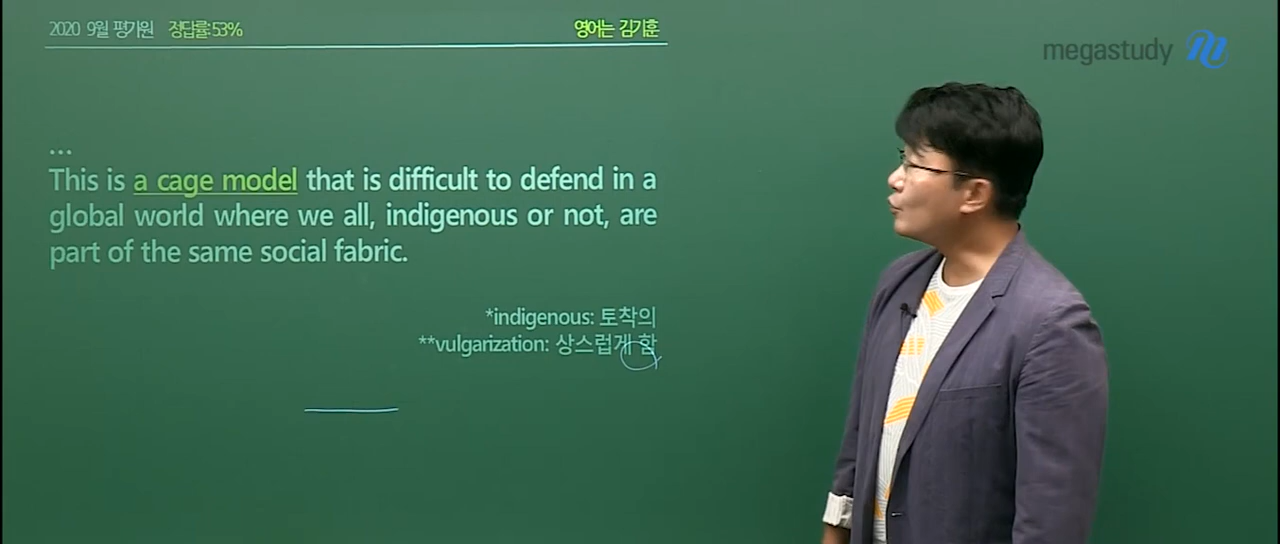 2020 9월 평가원 정답률:53%
영어는 김기훈
megastudy
...
This is a cage model that is difficult to defend in a
global world where we all, indigenous or not, are
part of the same social fabric.
*indigenous: 토착의
**vulgarization: 상스럽게 함